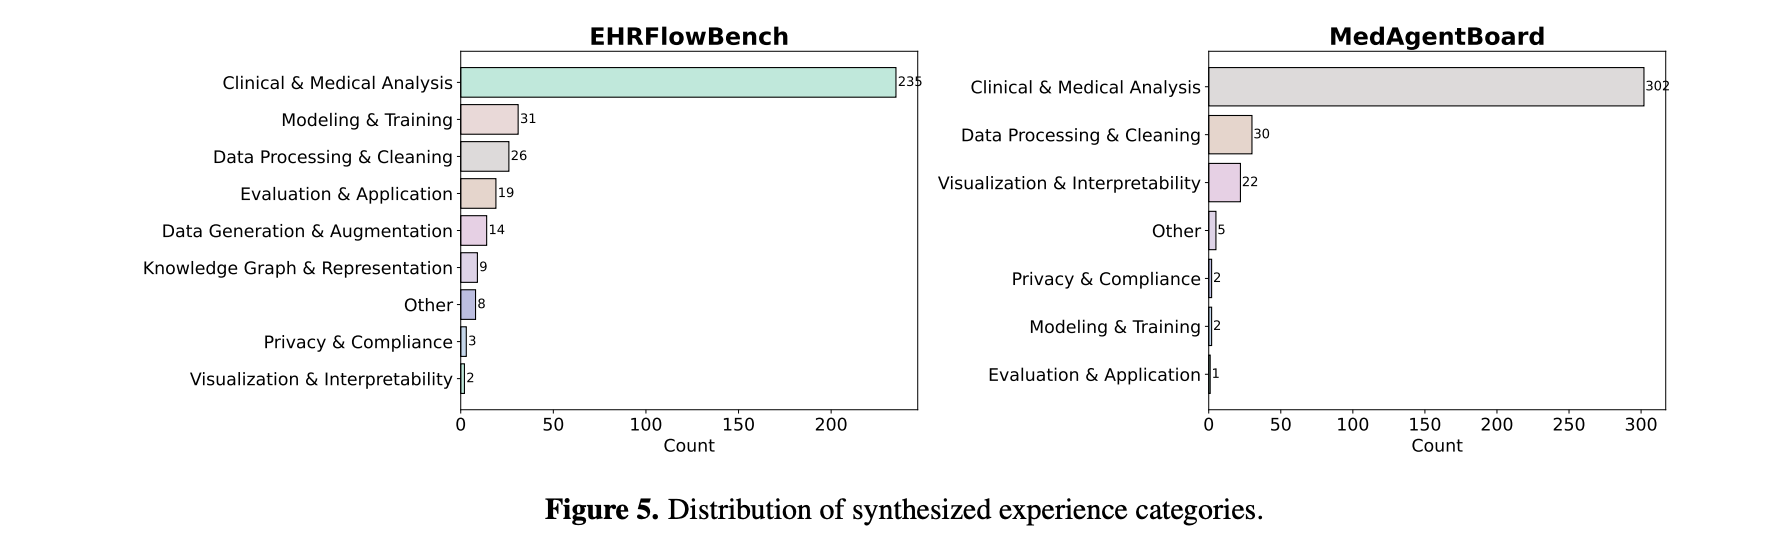 EHRFlowBench
Clinical & Medical Analysis 235
Modeling & Training 31
Data Processing & Cleaning 26
Evaluation & Application 19
Data Generation & Augmentation 14
Knowledge Graph & Representation 9
Other 8
Privacy & Compliance 3
Visualization & Interpretability 2
0 50 100 150 200
Count
MedAgentBoard
Clinical & Medical Analysis 302
Data Processing & Cleaning 30
Visualization & Interpretability 22
Other 5
Privacy & Compliance 2
Modeling & Training 2
Evaluation & Application 1
0 50 100 150 200 250 300
Count
Figure 5. Distribution of synthesized experience categories.